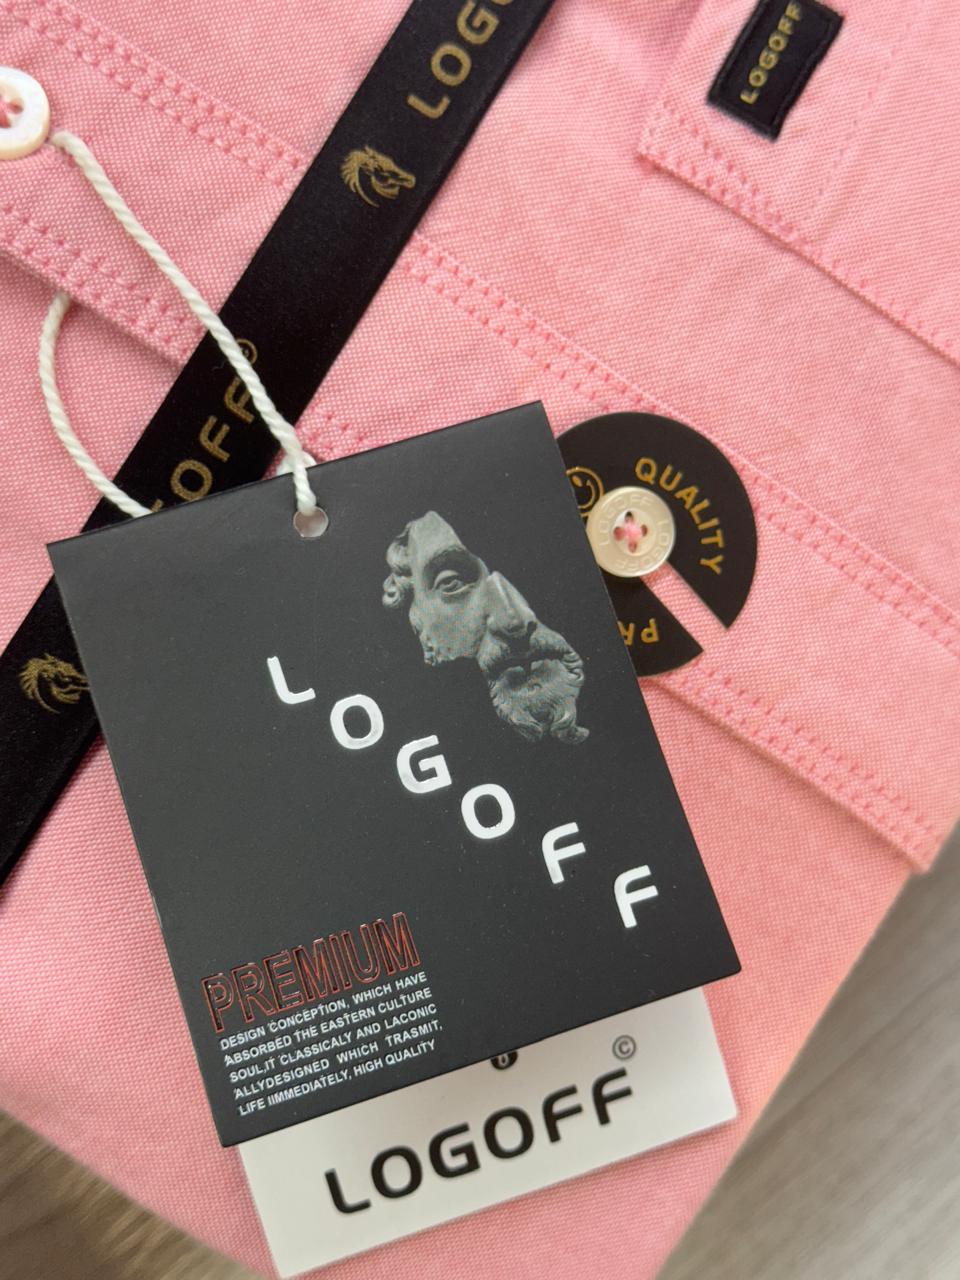 LOGOFF
LOGOFF
QUALITY
LOGOFF
LOGOFF
PREMIUM
DESIGN CONCEPTION, WHICH HAVE
ABSORBED THE EASTERN CULTURE
SOUL,IT CLASSICALY AND LACONIC
ALLYDESIGNED WHICH TRASMIT,
LIFE IIMMEDIATELY, HIGH QUALITY
©
LOGOFF